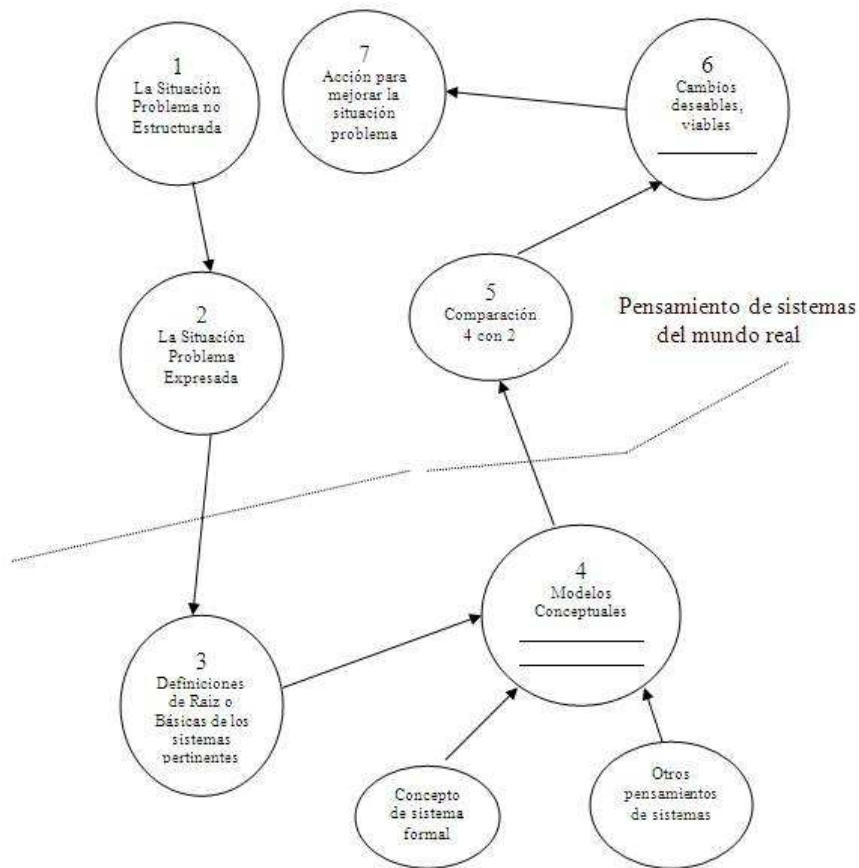 1
La Situación
Problema no
Estructurada
7
Acción para
mejorar la
situación
problema
6
Cambios
deseables,
viables
2
La Situación
Problema
Expresada
5
Comparación
4 con 2
Pensamiento de sistemas
del mundo real
3
Definiciones
de Raiz o
Básicas de los
sistemas
pertinentes
4
Modelos
Conceptuales
Concepto
de sistema
formal
Otros
pensamientos
de sistemas